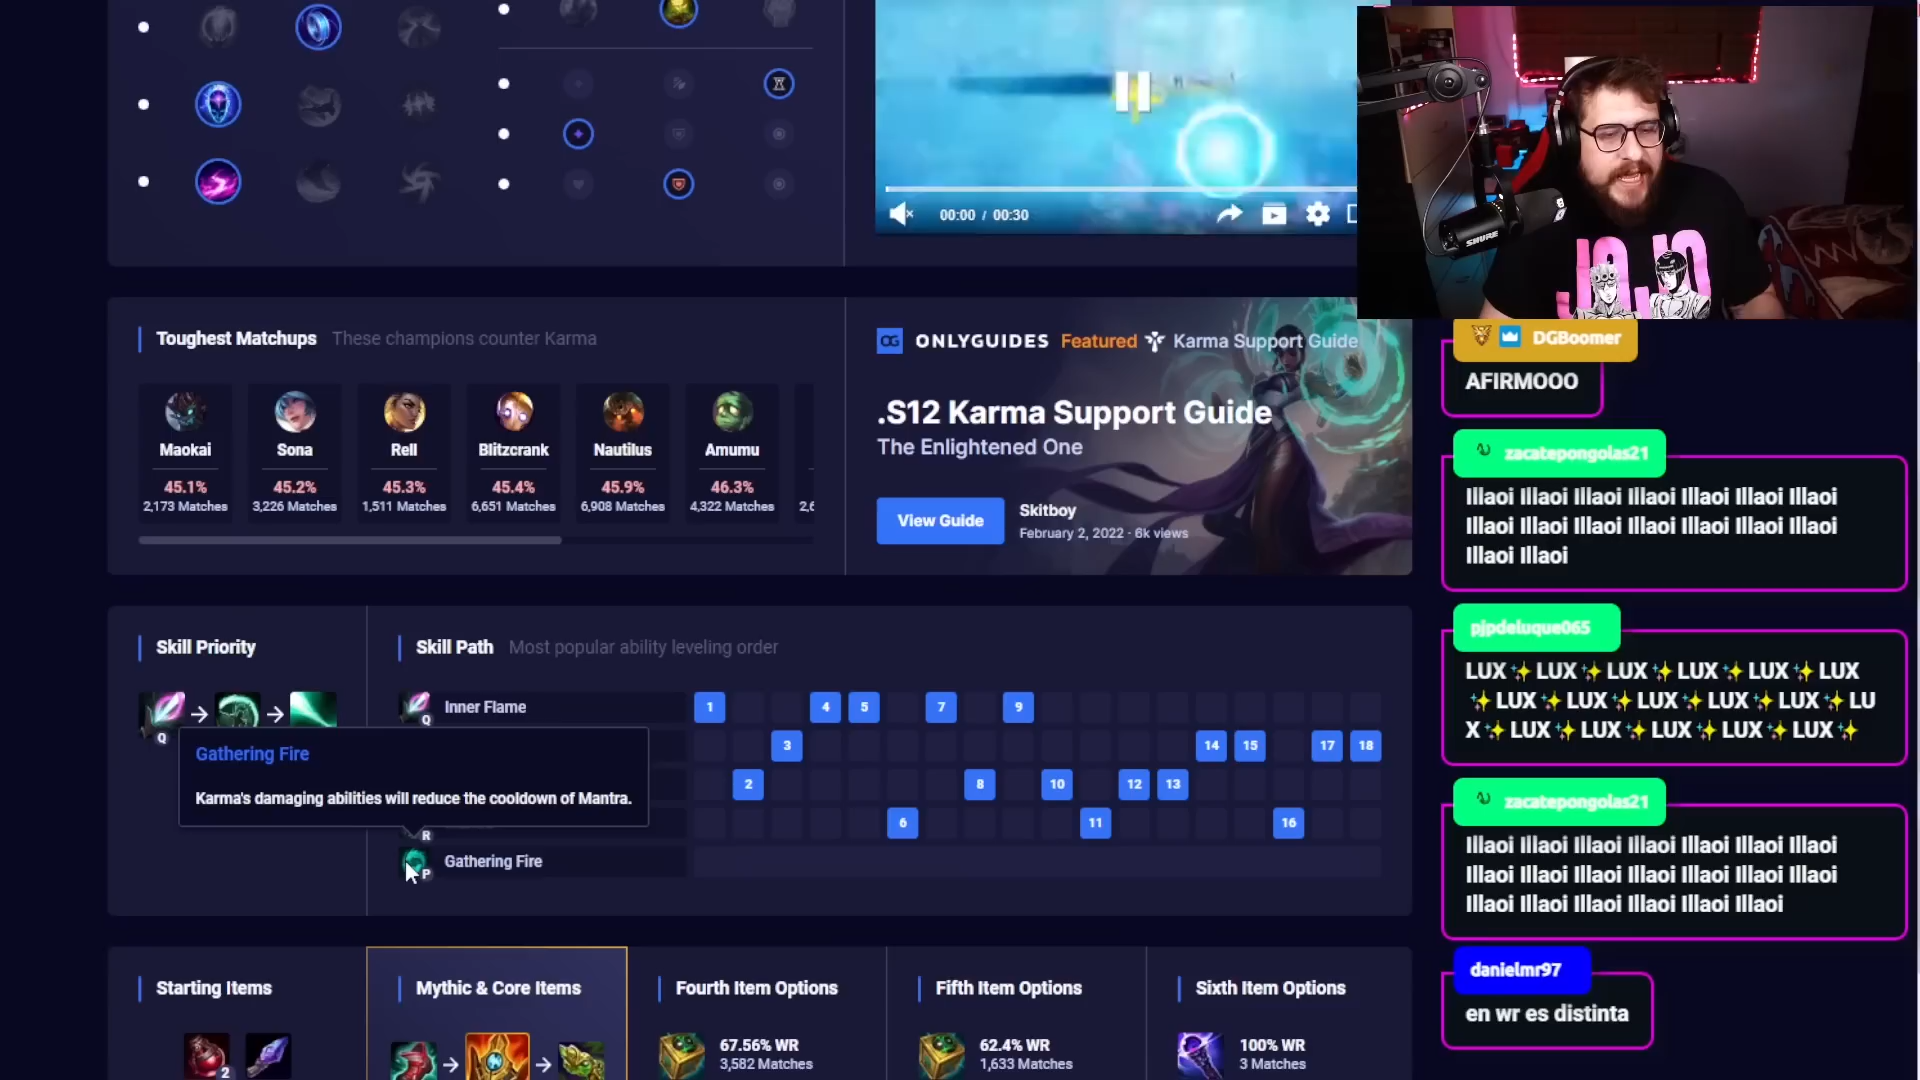 00:00 / 00:30
SHURE
JOJO
Toughest Matchups These champions counter Karma
Maokai
45.1%
2,173 Matches
Sona
45.2%
3,226 Matches
Rell
45.3%
1,511 Matches
Blitzcrank
45.4%
6,651 Matches
Nautilus
45.9%
6,908 Matches
Amumu
46.3%
4,322 Matches
2,6
OG ONLYGUIDES Featured Karma Support Guide
.S12 Karma Support Guide
The Enlightened One
View Guide
Skitboy
February 2, 2022 · 6k views
Skill Priority
Q
Skill Path Most popular ability leveling order
Q Inner Flame
1 4 5 7 9
3 14 15 17 18
2 8 10 12 13
R
6 11 16
P Gathering Fire
Gathering Fire
Karma's damaging abilities will reduce the cooldown of Mantra.
Starting Items
2
Mythic & Core Items
Fourth Item Options
67.56% WR
3,582 Matches
Fifth Item Options
62.4% WR
1,633 Matches
Sixth Item Options
100% WR
3 Matches
DGBoomer
AFIRMOOO
zacatepongolas21
Illaoi Illaoi Illaoi Illaoi Illaoi Illaoi Illaoi
Illaoi Illaoi Illaoi Illaoi Illaoi Illaoi Illaoi
Illaoi Illaoi
pjpdeluque065
LUX✨LUX✨LUX✨LUX✨LUX✨LUX
✨LUX✨LUX✨LUX✨LUX✨LUX✨LU
X✨LUX✨LUX✨LUX✨LUX✨LUX✨
zacatepongolas21
Illaoi Illaoi Illaoi Illaoi Illaoi Illaoi Illaoi
Illaoi Illaoi Illaoi Illaoi Illaoi Illaoi Illaoi
Illaoi Illaoi Illaoi Illaoi Illaoi Illaoi
danielmr97
en wr es distinta